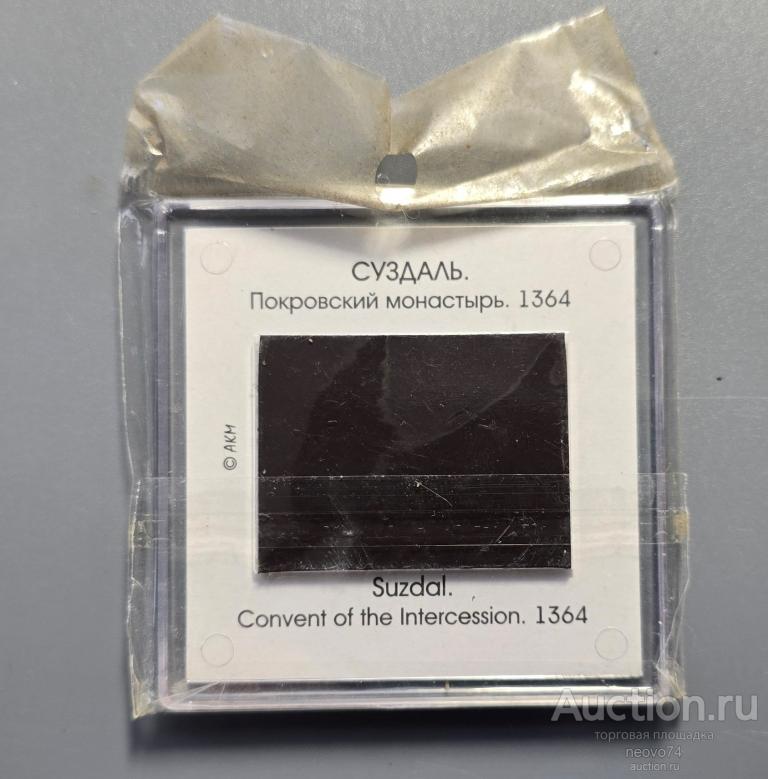 СУЗДАЛЬ.
Покровский монастырь. 1364
© АКМ
Suzdal.
Convent of the Intercession. 1364
Auction.ru
торговая площадка
neovo74
auction.ru